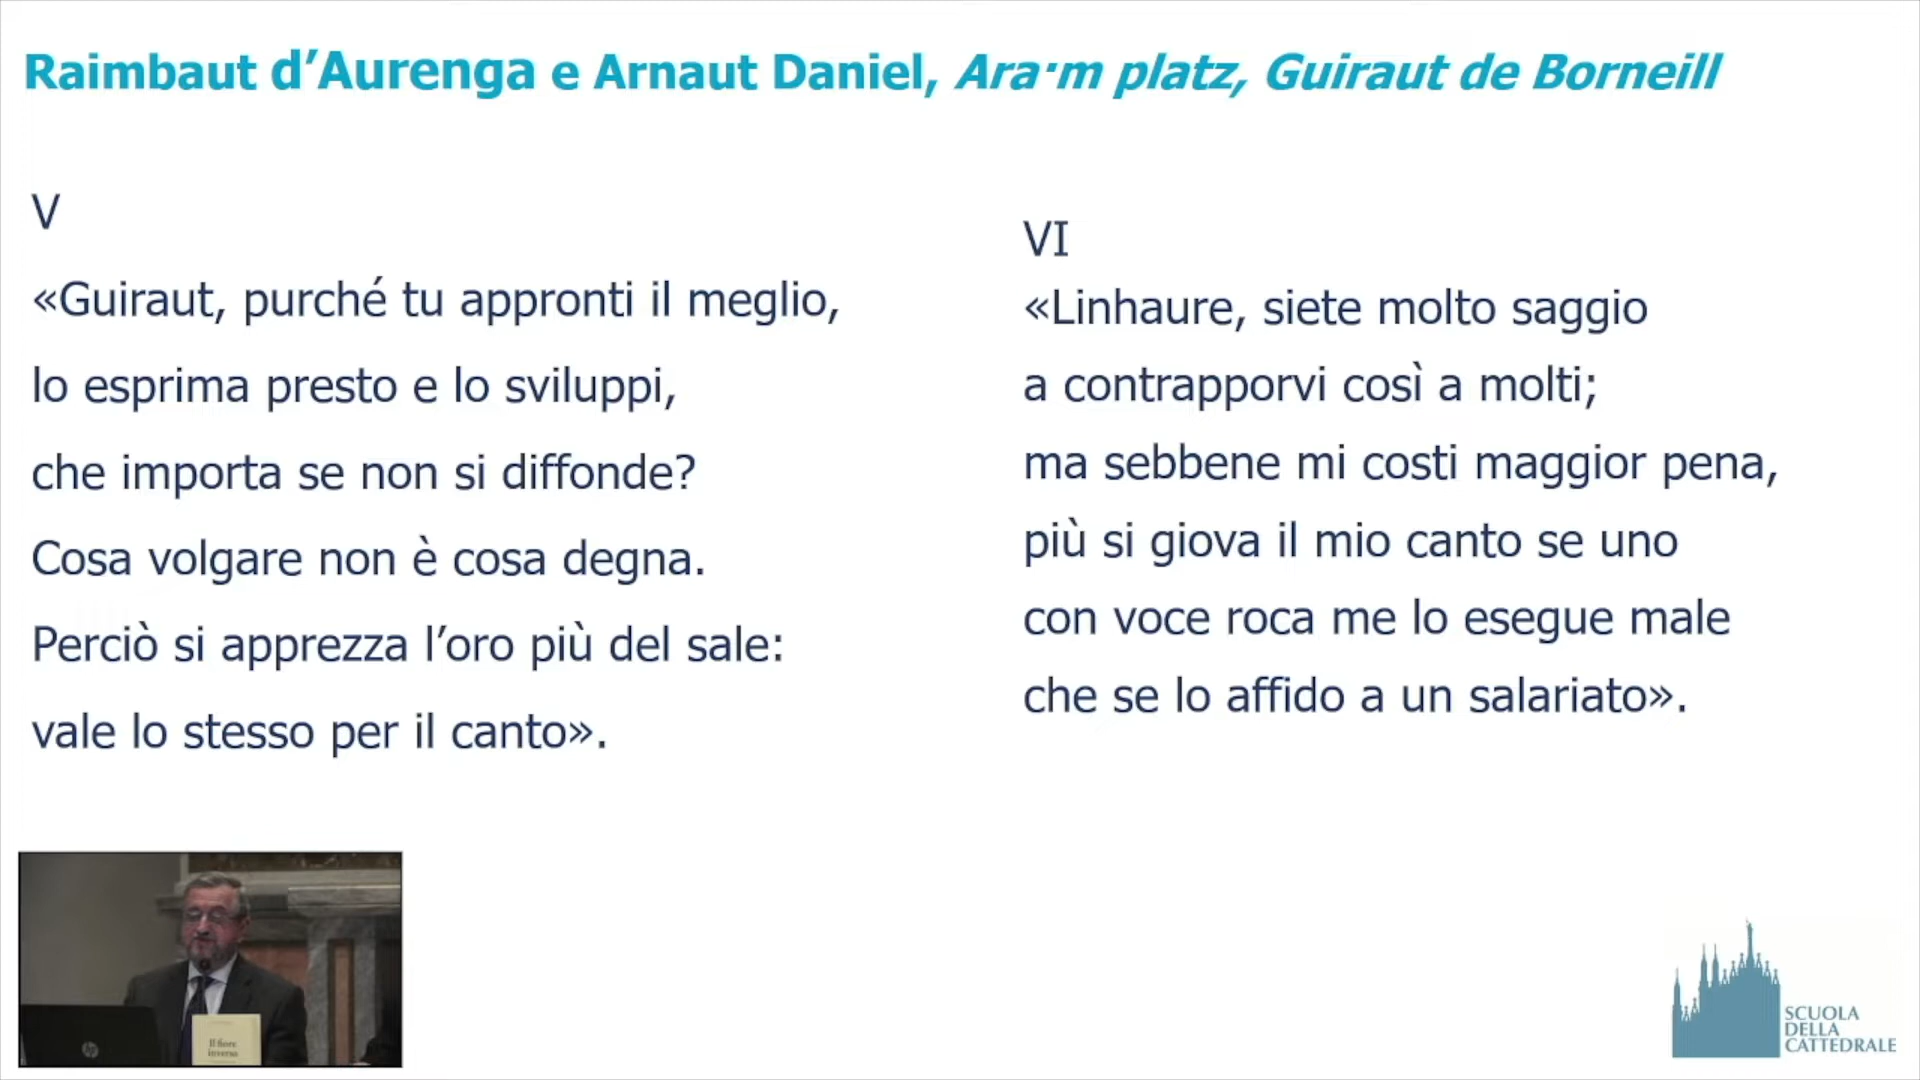 Raimbaut d’Aurenga e Arnaut Daniel, Ara·m platz, Guiraut de Borneill
V
«Guiraut, purché tu appronti il meglio,
lo esprima presto e lo sviluppi,
che importa se non si diffonde?
Cosa volgare non è cosa degna.
Perciò si apprezza l’oro più del sale:
vale lo stesso per il canto».
VI
«Linhaure, siete molto saggio
a contrapporvi così a molti;
ma sebbene mi costi maggior pena,
più si giova il mio canto se uno
con voce roca me lo esegue male
che se lo affido a un salariato».
Il fiore
inverso
hp
SCUOLA
DELLA
CATTEDRALE